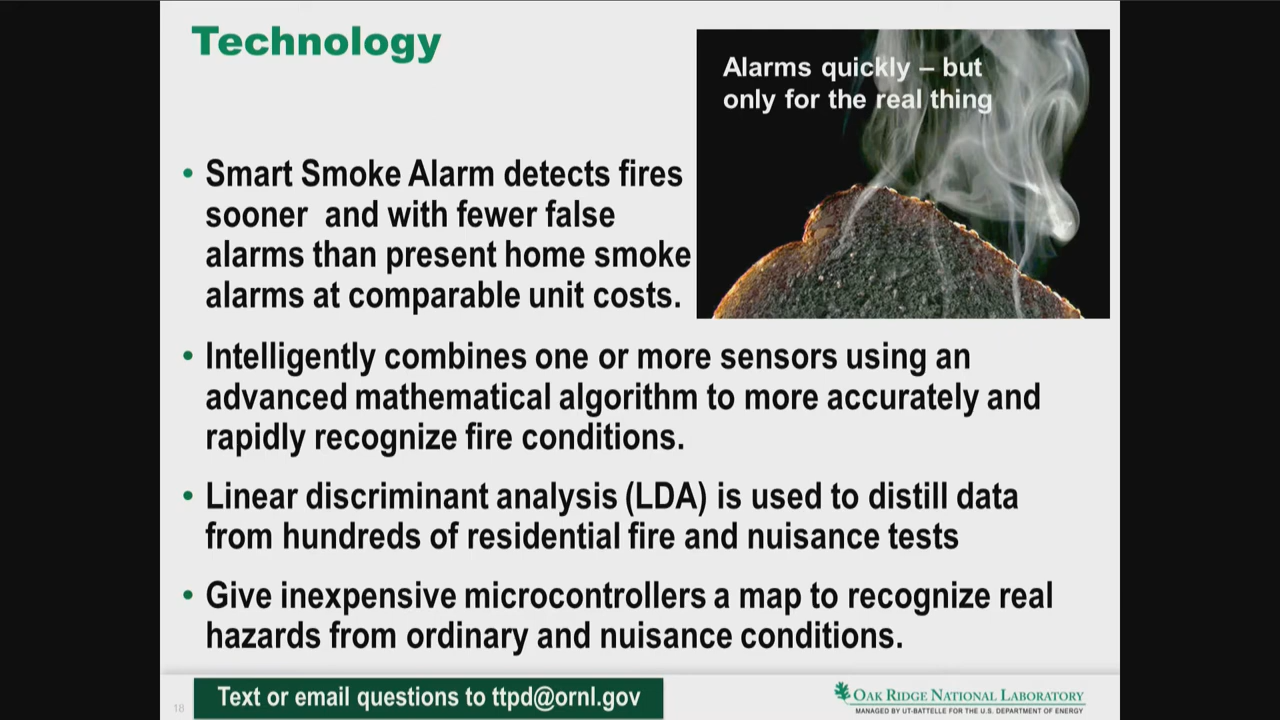 Technology
Alarms quickly – but
only for the real thing
• Smart Smoke Alarm detects fires
sooner and with fewer false
alarms than present home smoke
alarms at comparable unit costs.
• Intelligently combines one or more sensors using an
advanced mathematical algorithm to more accurately and
rapidly recognize fire conditions.
• Linear discriminant analysis (LDA) is used to distill data
from hundreds of residential fire and nuisance tests
• Give inexpensive microcontrollers a map to recognize real
hazards from ordinary and nuisance conditions.
18
Text or email questions to ttpd@ornl.gov
OAK RIDGE NATIONAL LABORATORY
MANAGED BY UT-BATTELLE FOR THE U.S. DEPARTMENT OF ENERGY